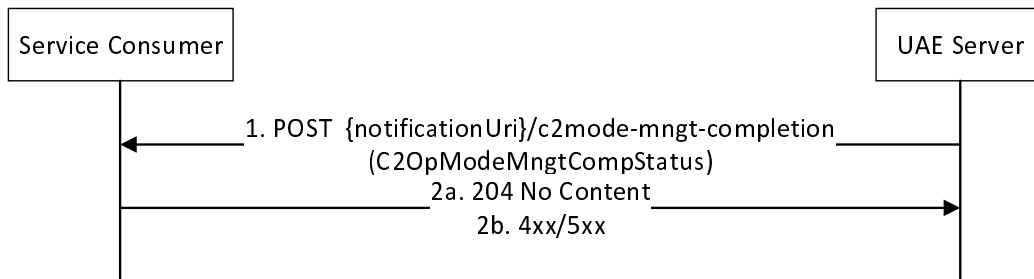 Service Consumer
UAE Server
1. POST {notificationUri}/c2mode-mngt-completion
(C2OpModeMngtCompStatus)
2a. 204 No Content
2b. 4xx/5xx